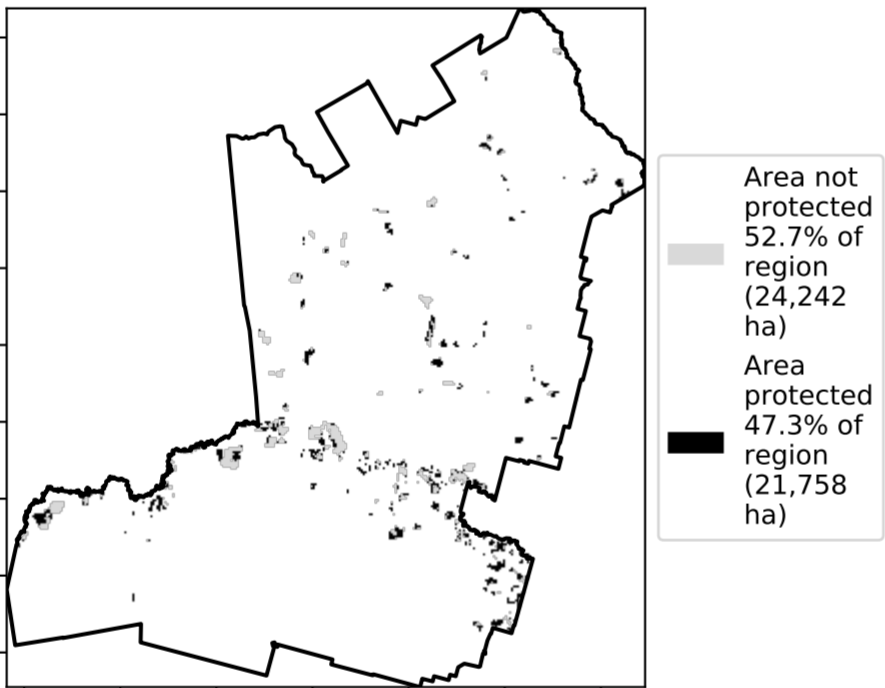 Area not
protected
52.7% of
region
(24,242
ha)
Area
protected
47.3% of
region
(21,758
ha)